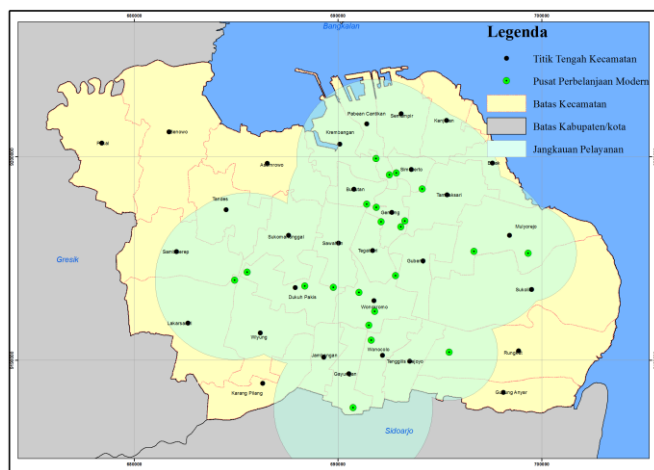 Bangkalan
Legenda
Titik Tengah Kecamatan
Pusat Perbelanjaan Modern
Batas Kecamatan
Batas Kabupaten/kota
Jangkauan Pelayanan
Pabean Cantikan
Semampir
Kenjeran
Krembangan
Benowo
Pakal
Asemrowo
Simokerto
Bulak
Bubutan
Tambaksari
Tandes
Genteng
Sukomanunggal
Sawahan
Mulyorejo
Tegalsari
Sambikerep
Gubeng
Gresik
Dukuh Pakis
Sukolilo
Wonokromo
Lakarsantri
Wiyung
Jambangan
Wonocolo
Tenggilis Mejoyo
Rungkut
Gayungan
Karang Pilang
Gunung Anyar
Sidoarjo